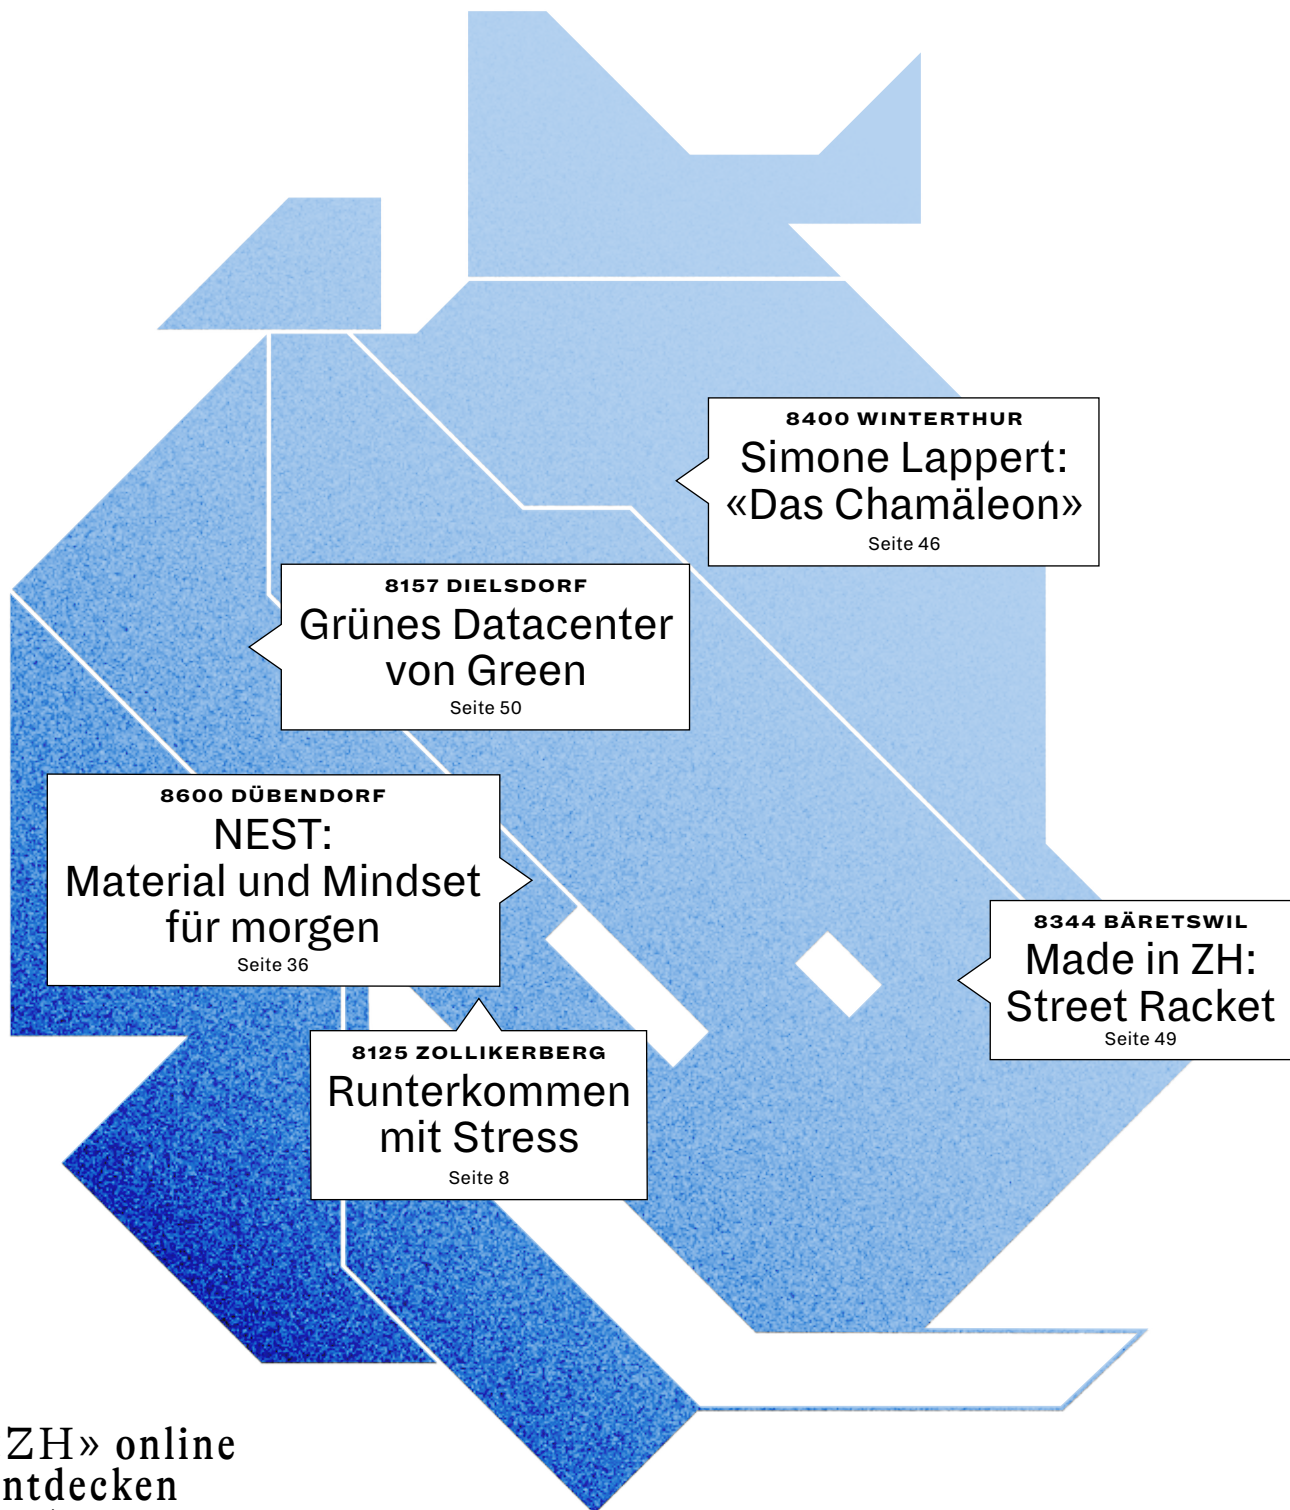 8400 WINTERTHUR
Simone Lappert:
«Das Chamäleon»
Seite 46
8157 DIELSDORF
Grünes Datacenter
von Green
Seite 50
8600 DÜBENDORF
NEST:
Material und Mindset
für morgen
Seite 36
8344 BÄRETSWIL
Made in ZH:
Street Racket
Seite 49
8125 ZOLLIKERBERG
Runterkommen
mit Stress
Seite 8
ZH» online
ntdecken